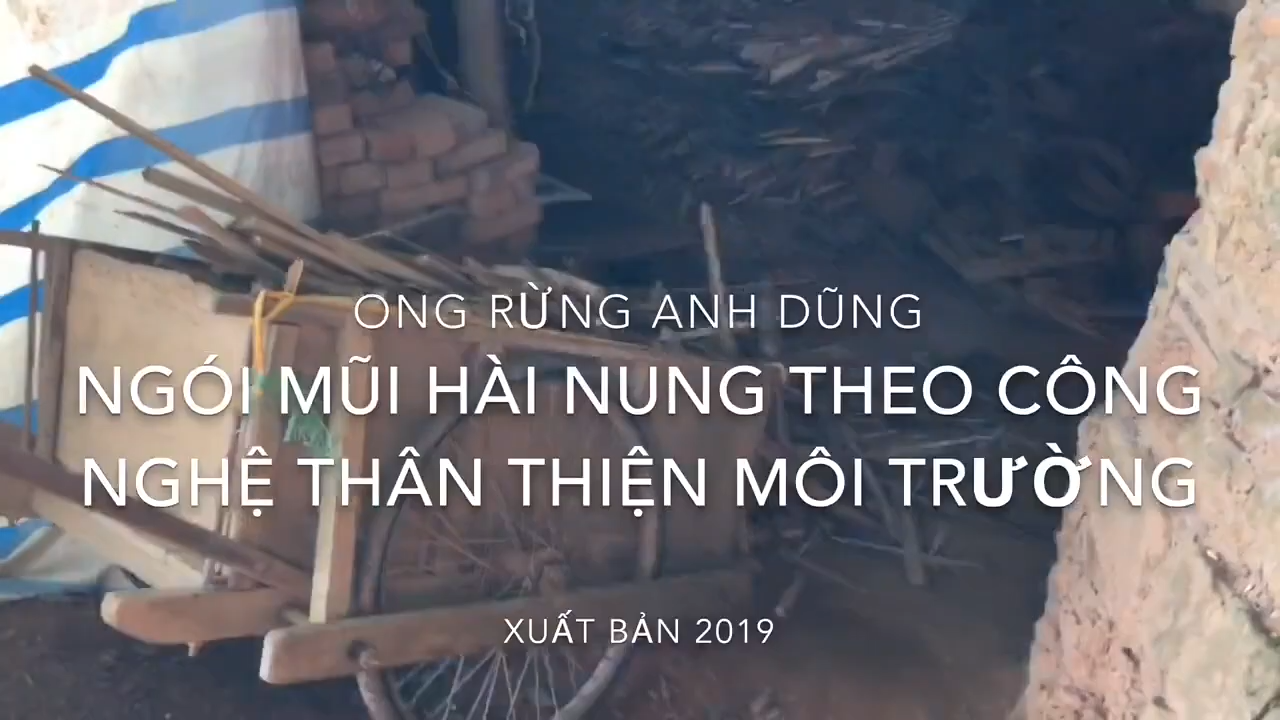 ONG RỪNG ANH DŨNG
NGÓI MŨI HÀI NUNG THEO CÔNG
NGHỆ THÂN THIỆN MÔI TRƯỜNG
XUẤT BẢN 2019